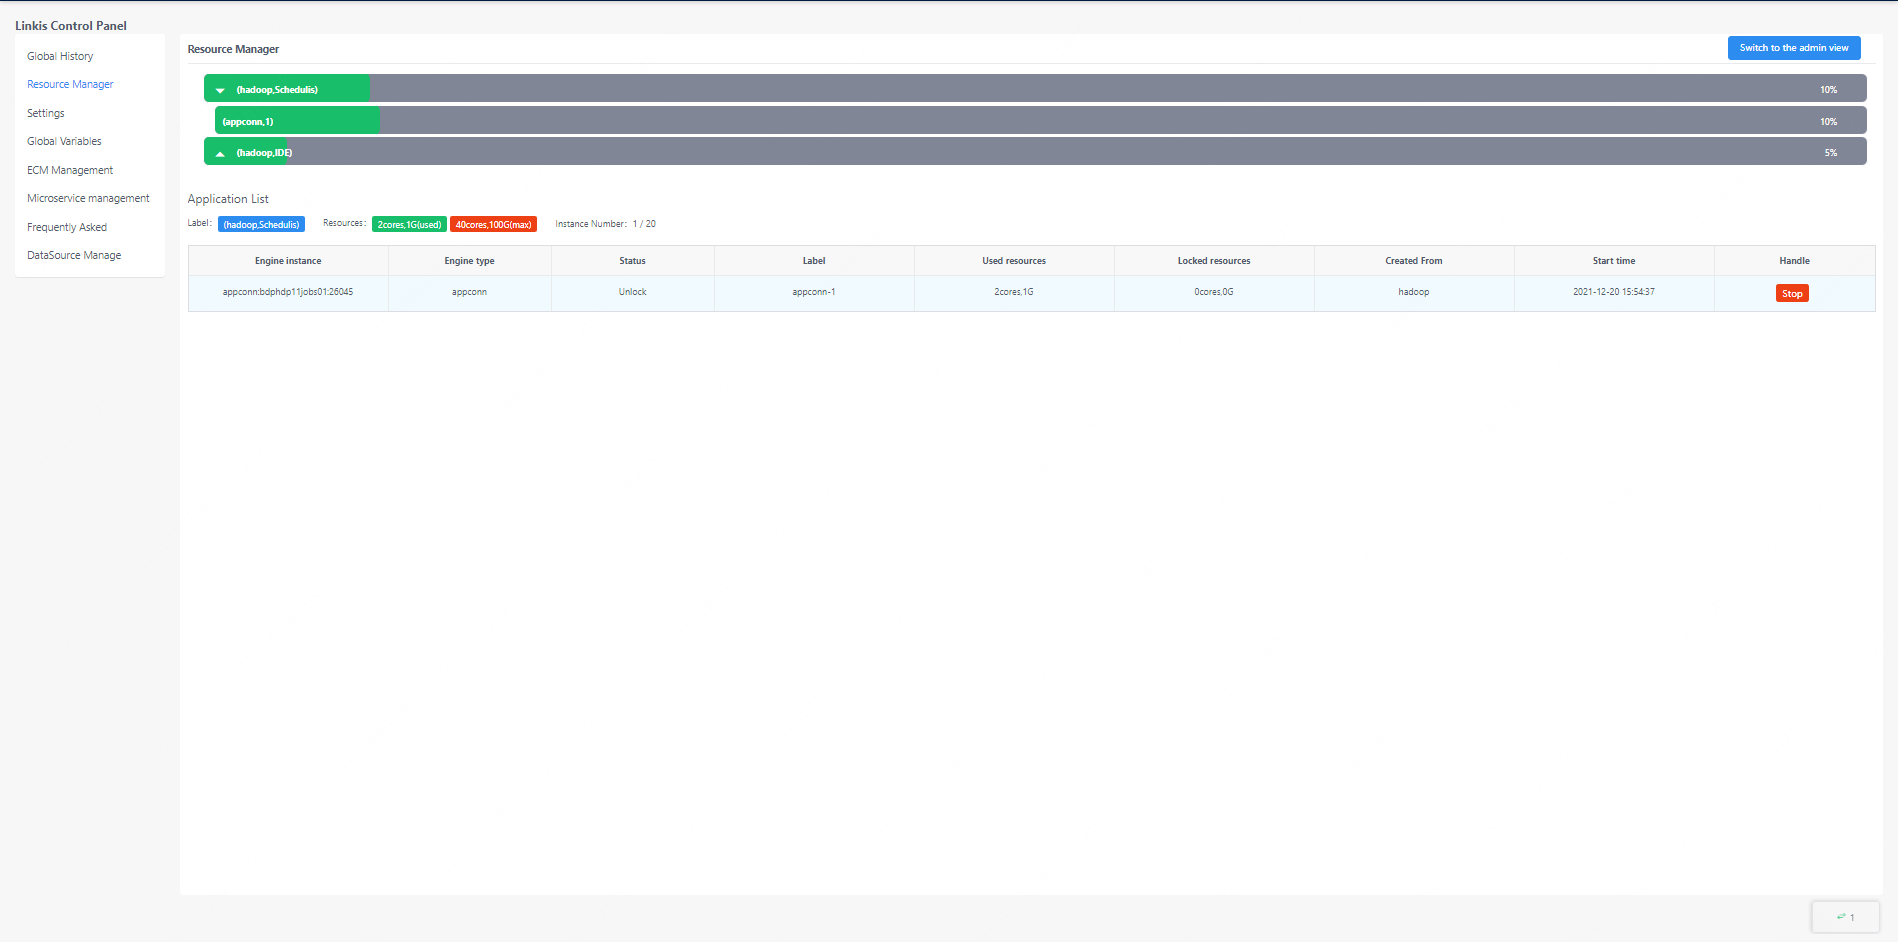 Linkis Control Panel
Global History
Resource Manager
Settings
Global Variables
ECM Management
Microservice management
Frequently Asked
DataSource Manage
Resource Manager
Switch to the admin view
(hadoop,Schedulis) 10%
(appconn,1) 10%
(hadoop,IDE) 5%
Application List
Label: (hadoop,Schedulis) Resources: 2cores,1G(used) 40cores,100G(max) Instance Number: 1 / 20
Engine instance Engine type Status Label Used resources Locked resources Created From Start time Handle
appconn:bdphdp11jobs01:26045 appconn Unlock appconn-1 2cores,1G 0cores,0G hadoop 2021-12-20 15:54:37 Stop
1